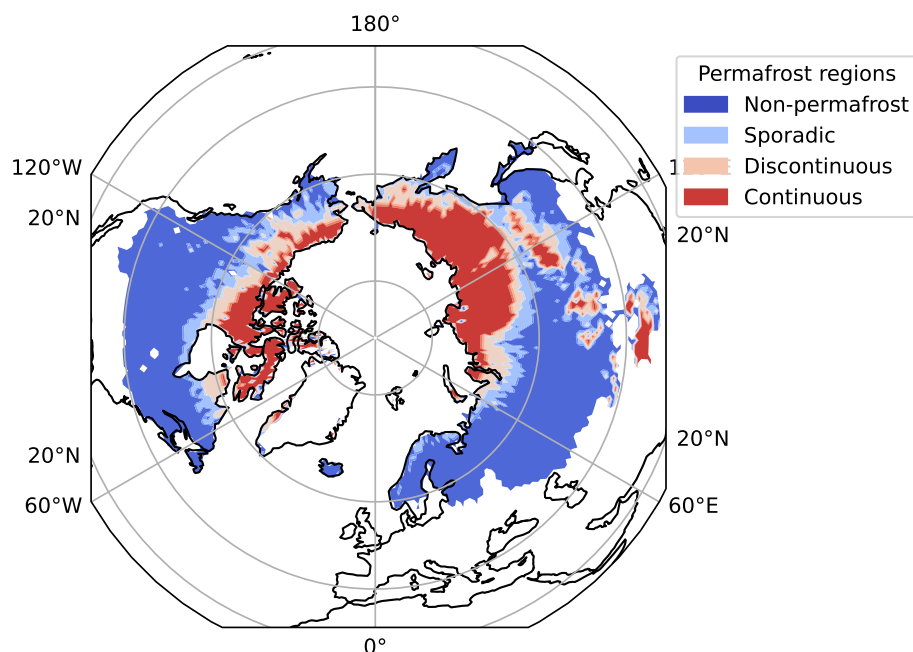 180°
Permafrost regions
Non-permafrost
Sporadic
Discontinuous
Continuous
120°W
20°N
20°N
20°N
60°W
20°N
60°E
0°